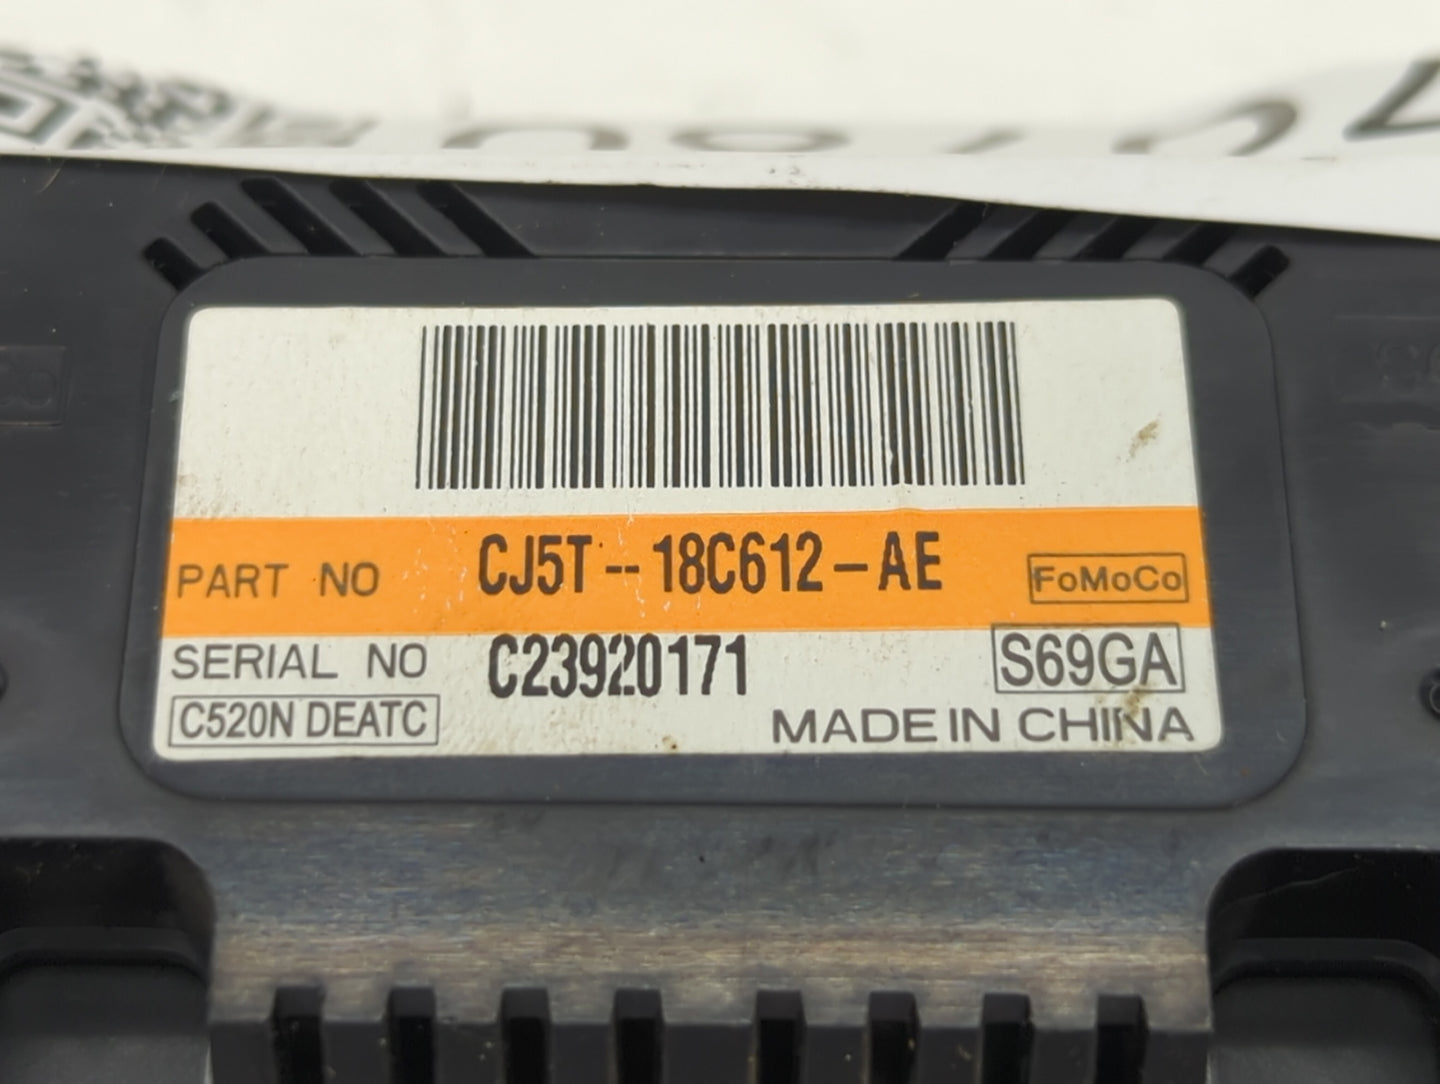 PART NO CJ5T--18C612-AE FoMoCo
SERIAL NO C23920171 S69GA
C520N DEATC MADE IN CHINA